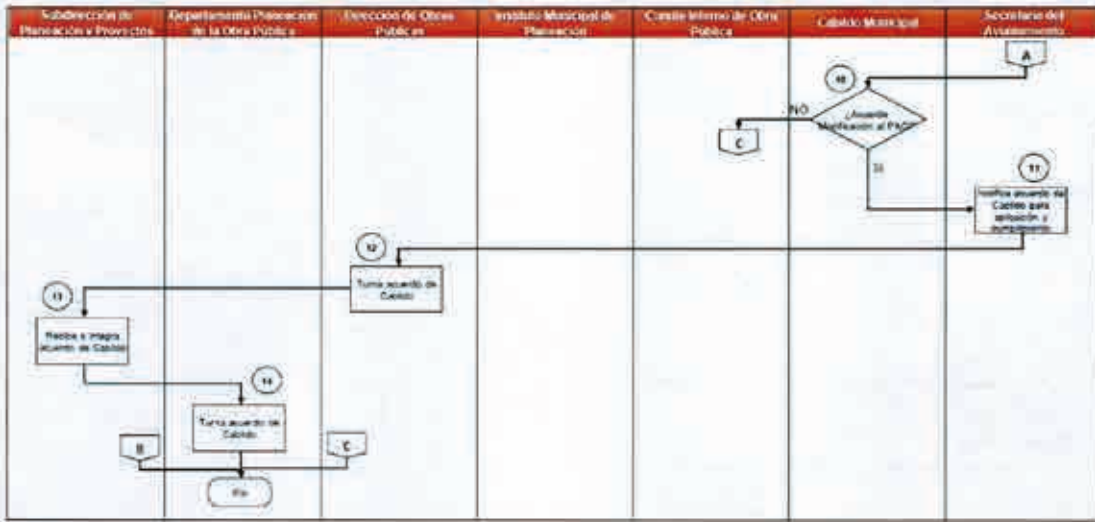 Subdirección de
Planeación y Proyectos
Departamento Planeación
de la Obra Pública
Dirección de Obras
Públicas
Instituto Municipal de
Planeación
Comité Interno de Obra
Pública
Cabildo Municipal
Secretario del
Ayuntamiento
A
10
NO
¿Acuerda
Modificación al
C
SI
11
Notifica acuerdo de
Cabildo para
aplicación y
cumplimiento
12
Turna acuerdo de
Cabildo
13
Recibe e integra
acuerdo de Cabildo
14
Turna acuerdo de
Cabildo
B
C
Fin